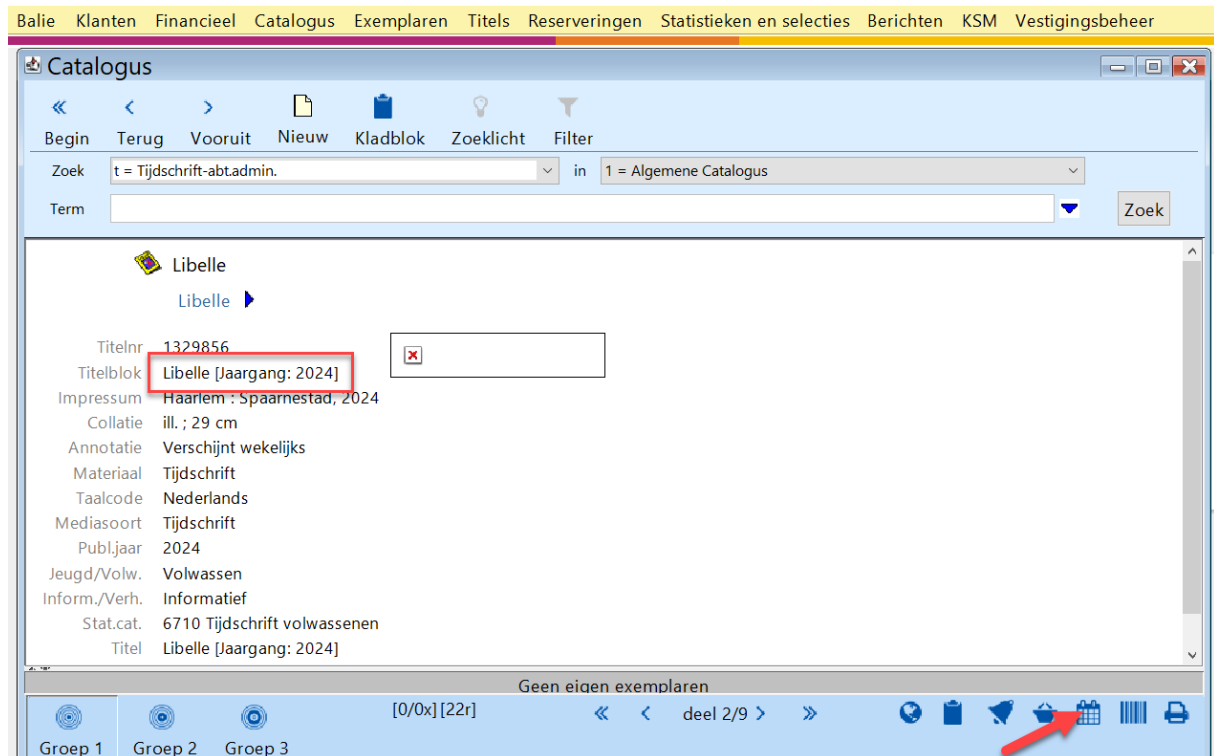 Balie Klanten Financieel Catalogus Exemplaren Titels Reserveringen Statistieken en selecties Berichten KSM Vestigingsbeheer
Catalogus
Begin Terug Vooruit Nieuw Kladblok Zoeklicht Filter
Zoek t = Tijdschrift-abt.admin. in 1 = Algemene Catalogus
Term Zoek
Libelle
Libelle
Titelnr 1329856
Titelblok Libelle [Jaargang: 2024]
Impressum Haarlem : Spaarnestad, 2024
Collatie ill. ; 29 cm
Annotatie Verschijnt wekelijks
Materiaal Tijdschrift
Taalcode Nederlands
Mediasoort Tijdschrift
Publ.jaar 2024
Jeugd/Volw. Volwassen
Inform./Verh. Informatief
Stat.cat. 6710 Tijdschrift volwassenen
Titel Libelle [Jaargang: 2024]
Geen eigen exemplaren
[0/0x] [22r] deel 2/9
Groep 1 Groep 2 Groep 3